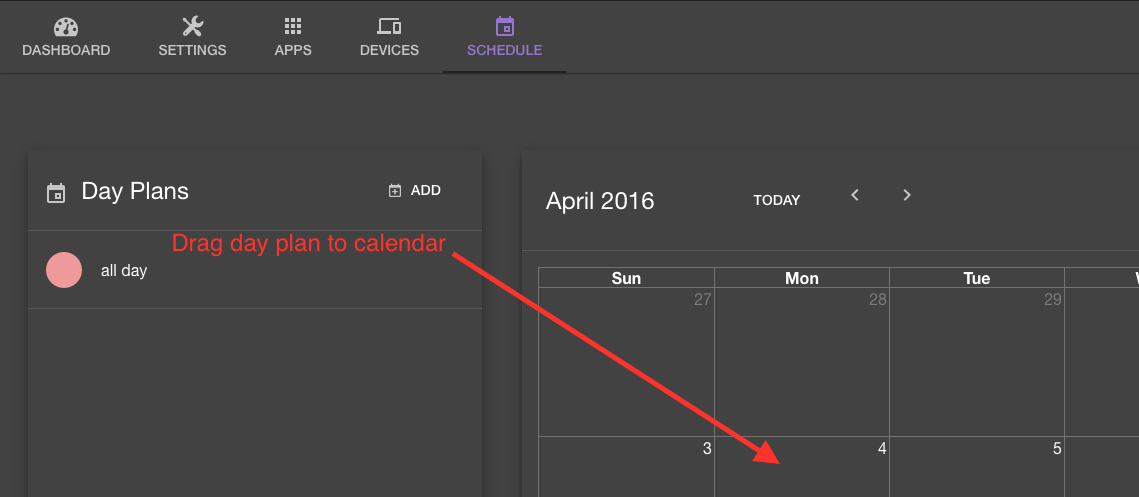 DASHBOARD SETTINGS APPS DEVICES SCHEDULE
Day Plans ADD
Drag day plan to calendar
all day
April 2016 TODAY
Sun Mon Tue
27 28 29
3 4 5